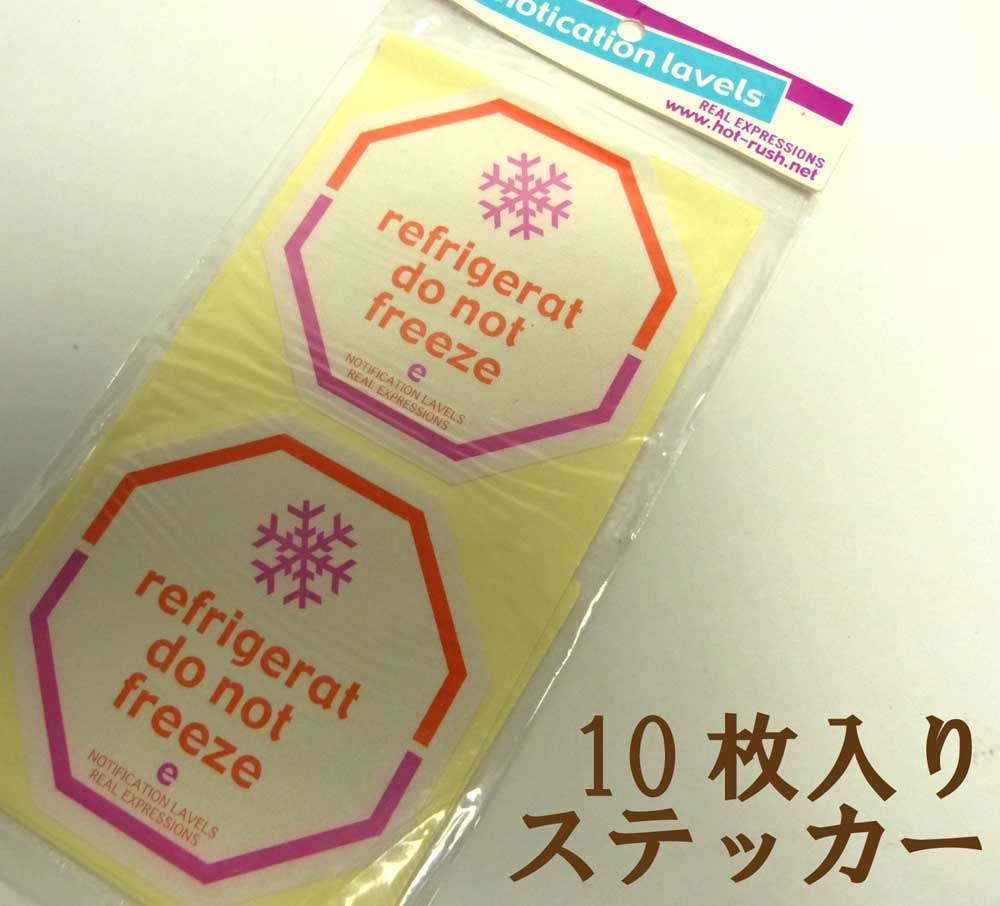 notication lavels
REAL EXPRESSIONS
www.hot-rush.net
refrigerat
do not
freeze
e
NOTIFICATION LAVELS
REAL EXPRESSIONS
refrigerat
do not
freeze
e
NOTIFICATION LAVELS
REAL EXPRESSIONS
10枚入り
ステッカー